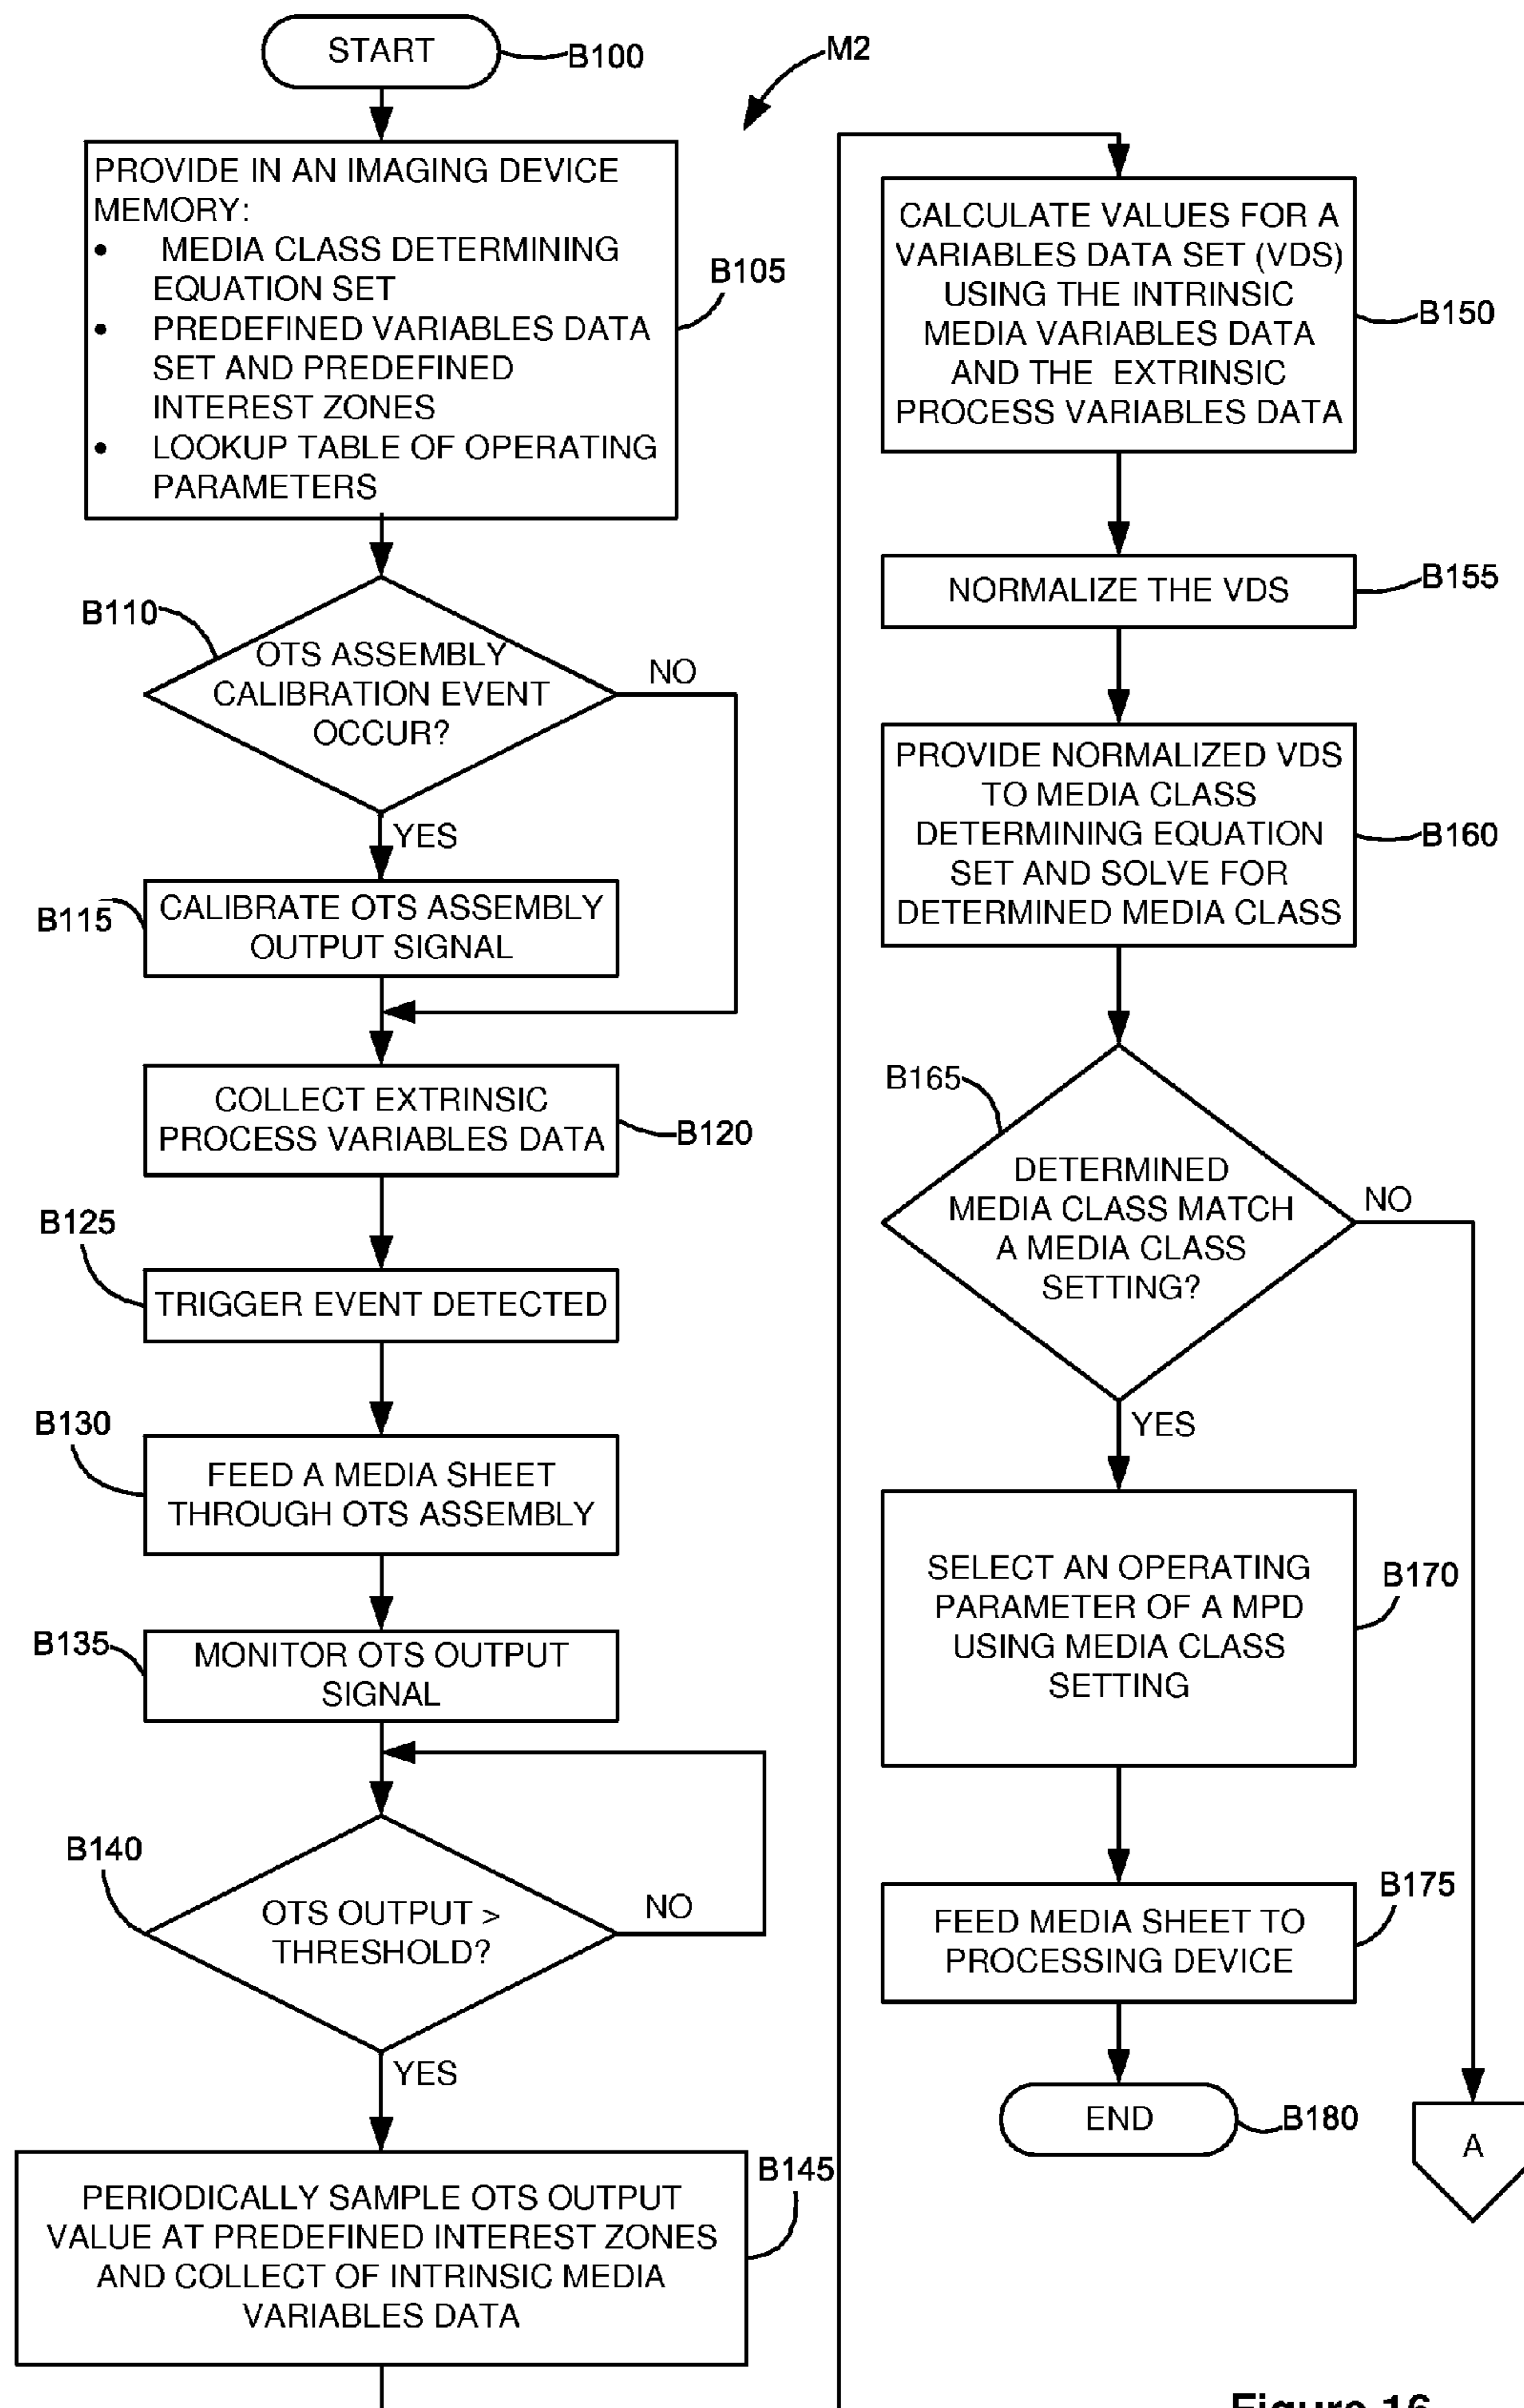 START
B100
M2
PROVIDE IN AN IMAGING DEVICE
MEMORY:
• MEDIA CLASS DETERMINING
EQUATION SET
• PREDEFINED VARIABLES DATA
SET AND PREDEFINED
INTEREST ZONES
• LOOKUP TABLE OF OPERATING
PARAMETERS
B105
B110
OTS ASSEMBLY
CALIBRATION EVENT
OCCUR?
NO
YES
B115
CALIBRATE OTS ASSEMBLY
OUTPUT SIGNAL
COLLECT EXTRINSIC
PROCESS VARIABLES DATA
B120
B125
TRIGGER EVENT DETECTED
B130
FEED A MEDIA SHEET
THROUGH OTS ASSEMBLY
B135
MONITOR OTS OUTPUT
SIGNAL
B140
OTS OUTPUT >
THRESHOLD?
NO
YES
B145
PERIODICALLY SAMPLE OTS OUTPUT
VALUE AT PREDEFINED INTEREST ZONES
AND COLLECT OF INTRINSIC MEDIA
VARIABLES DATA
CALCULATE VALUES FOR A
VARIABLES DATA SET (VDS)
USING THE INTRINSIC
MEDIA VARIABLES DATA
AND THE EXTRINSIC
PROCESS VARIABLES DATA
B150
NORMALIZE THE VDS
B155
PROVIDE NORMALIZED VDS
TO MEDIA CLASS
DETERMINING EQUATION
SET AND SOLVE FOR
DETERMINED MEDIA CLASS
B160
B165
DETERMINED
MEDIA CLASS MATCH
A MEDIA CLASS
SETTING?
NO
YES
SELECT AN OPERATING
PARAMETER OF A MPD
USING MEDIA CLASS
SETTING
B170
B175
FEED MEDIA SHEET TO
PROCESSING DEVICE
END
B180
A
Figure 16